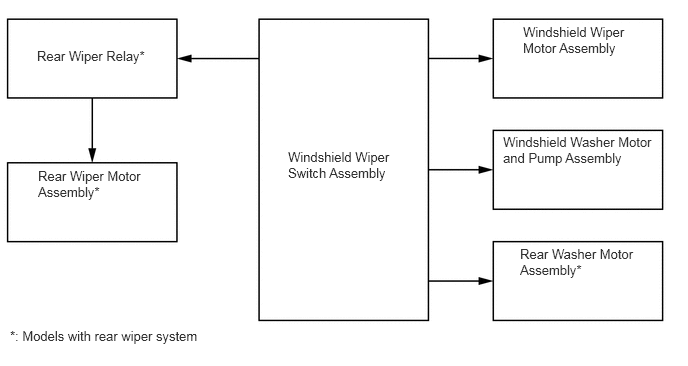 Rear Wiper Relay*
Rear Wiper Motor
Assembly*
Windshield Wiper
Switch Assembly
Windshield Wiper
Motor Assembly
Windshield Washer Motor
and Pump Assembly
Rear Washer Motor
Assembly*
*: Models with rear wiper system